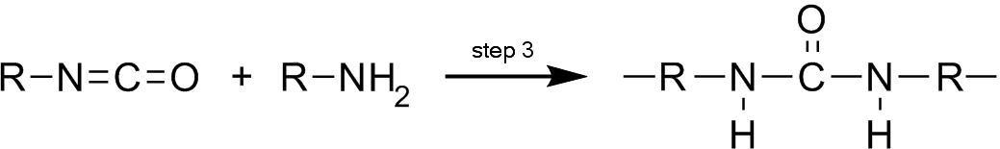 O
step 3
R–N=C=O + R–NH₂ –R–N–C–N–R–
H H